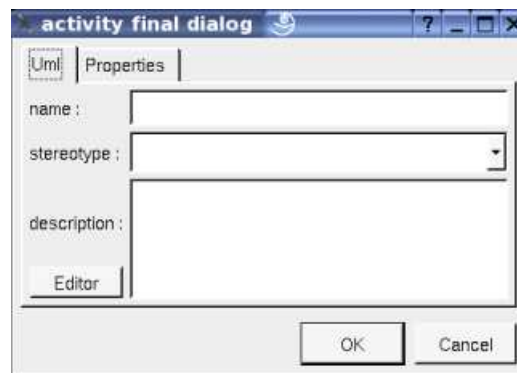 activity final dialog
?
Uml Properties
name :
stereotype :
description :
Editor
OK Cancel